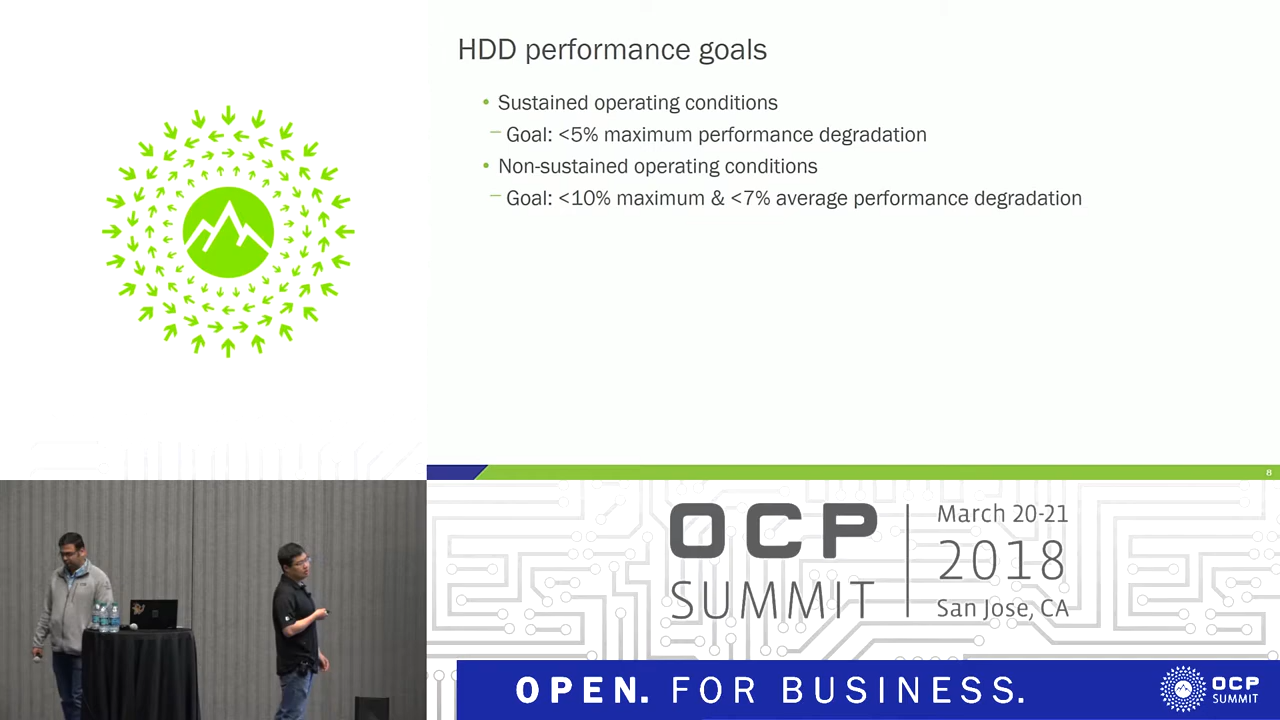 HDD performance goals
• Sustained operating conditions
– Goal: <5% maximum performance degradation
• Non-sustained operating conditions
– Goal: <10% maximum & <7% average performance degradation
8
OCP
SUMMIT
March 20-21
2018
San Jose, CA
OPEN. FOR BUSINESS.
OCP
SUMMIT